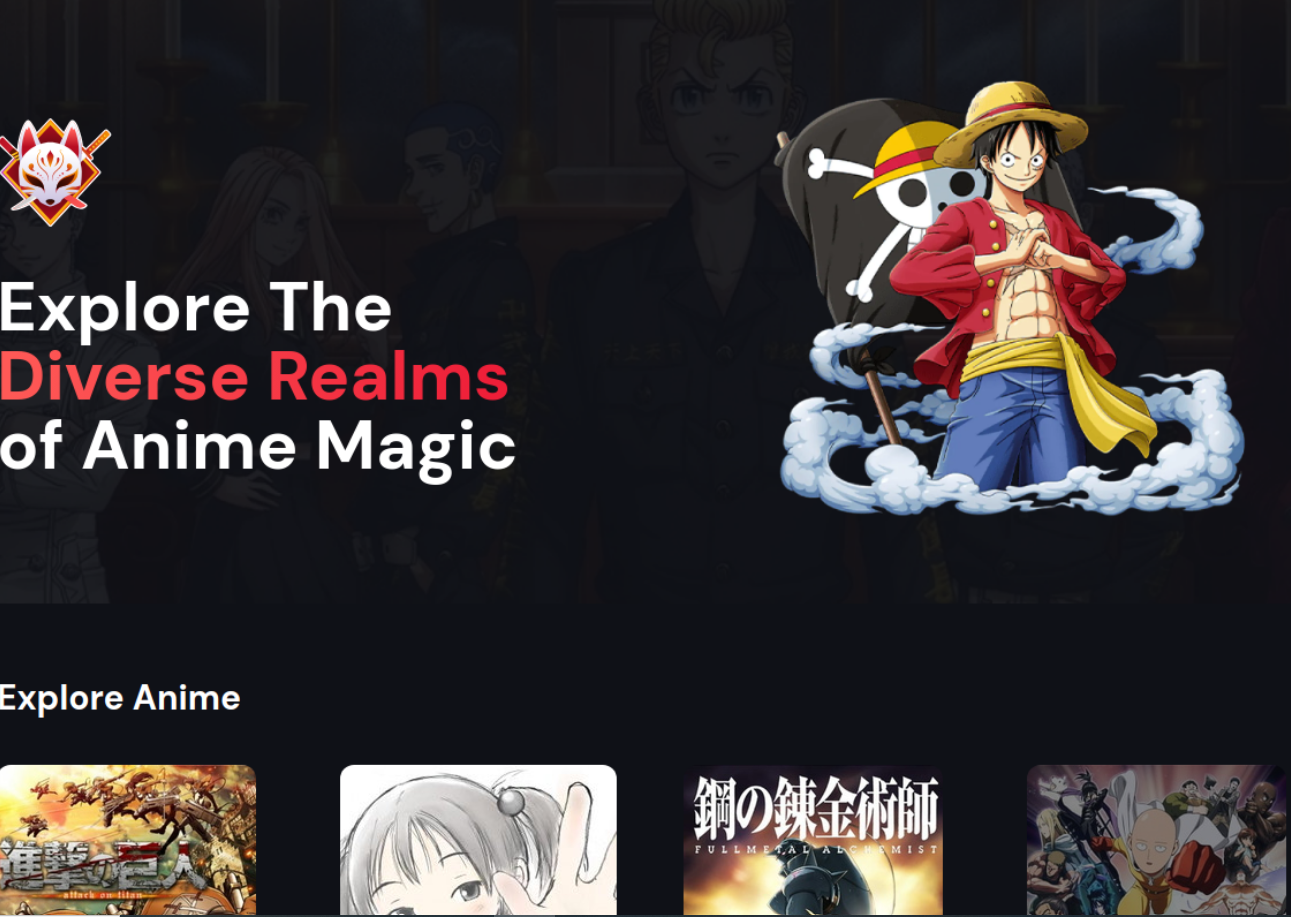 Explore The
Diverse Realms
of Anime Magic
Explore Anime
進撃の巨人
attack on titan
鋼の錬金術師
FULLMETAL ALCHEMIST